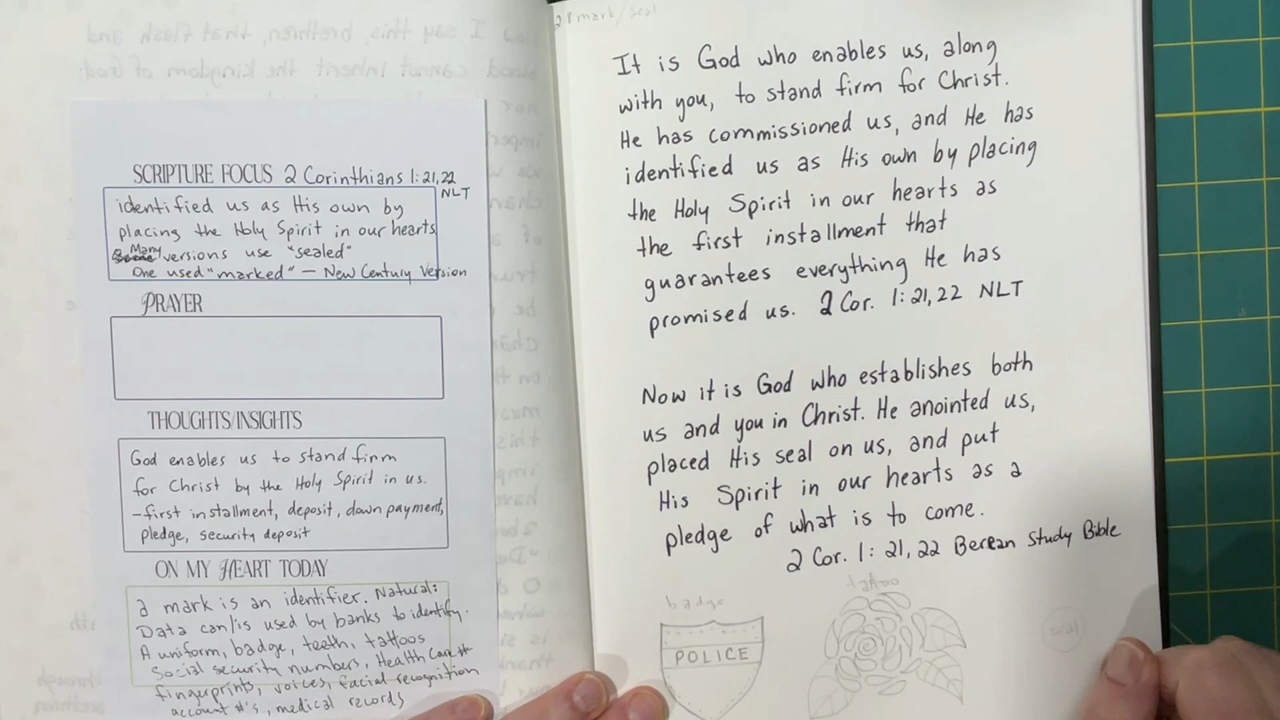 SCRIPTURE FOCUS 2 Corinthians 1:21,22
NLT
identified us as His own by
placing the Holy Spirit in our hearts
Many versions use "sealed"
One used "marked" — New Century Version
PRAYER
THOUGHTS/INSIGHTS
God enables us to stand firm
for Christ by the Holy Spirit in us.
-first installment, deposit, down payment,
pledge, security deposit
ON MY HEART TODAY
a mark is an identifier. Natural:
Data can/is used by banks to identify.
A uniform, badge, teeth, tattoos
Social security numbers, Health Care #
fingerprints, voices, facial recognition
account #'s, medical records
28 mark/seal
It is God who enables us, along
with you, to stand firm for Christ.
He has commissioned us, and He has
identified us as His own by placing
the Holy Spirit in our hearts as
the first installment that
guarantees everything He has
promised us. 2 Cor. 1:21,22 NLT
Now it is God who establishes both
us and you in Christ. He anointed us,
placed His seal on us, and put
His Spirit in our hearts as a
pledge of what is to come.
2 Cor. 1: 21,22 Berean Study Bible
badge
tattoo
seal
POLICE